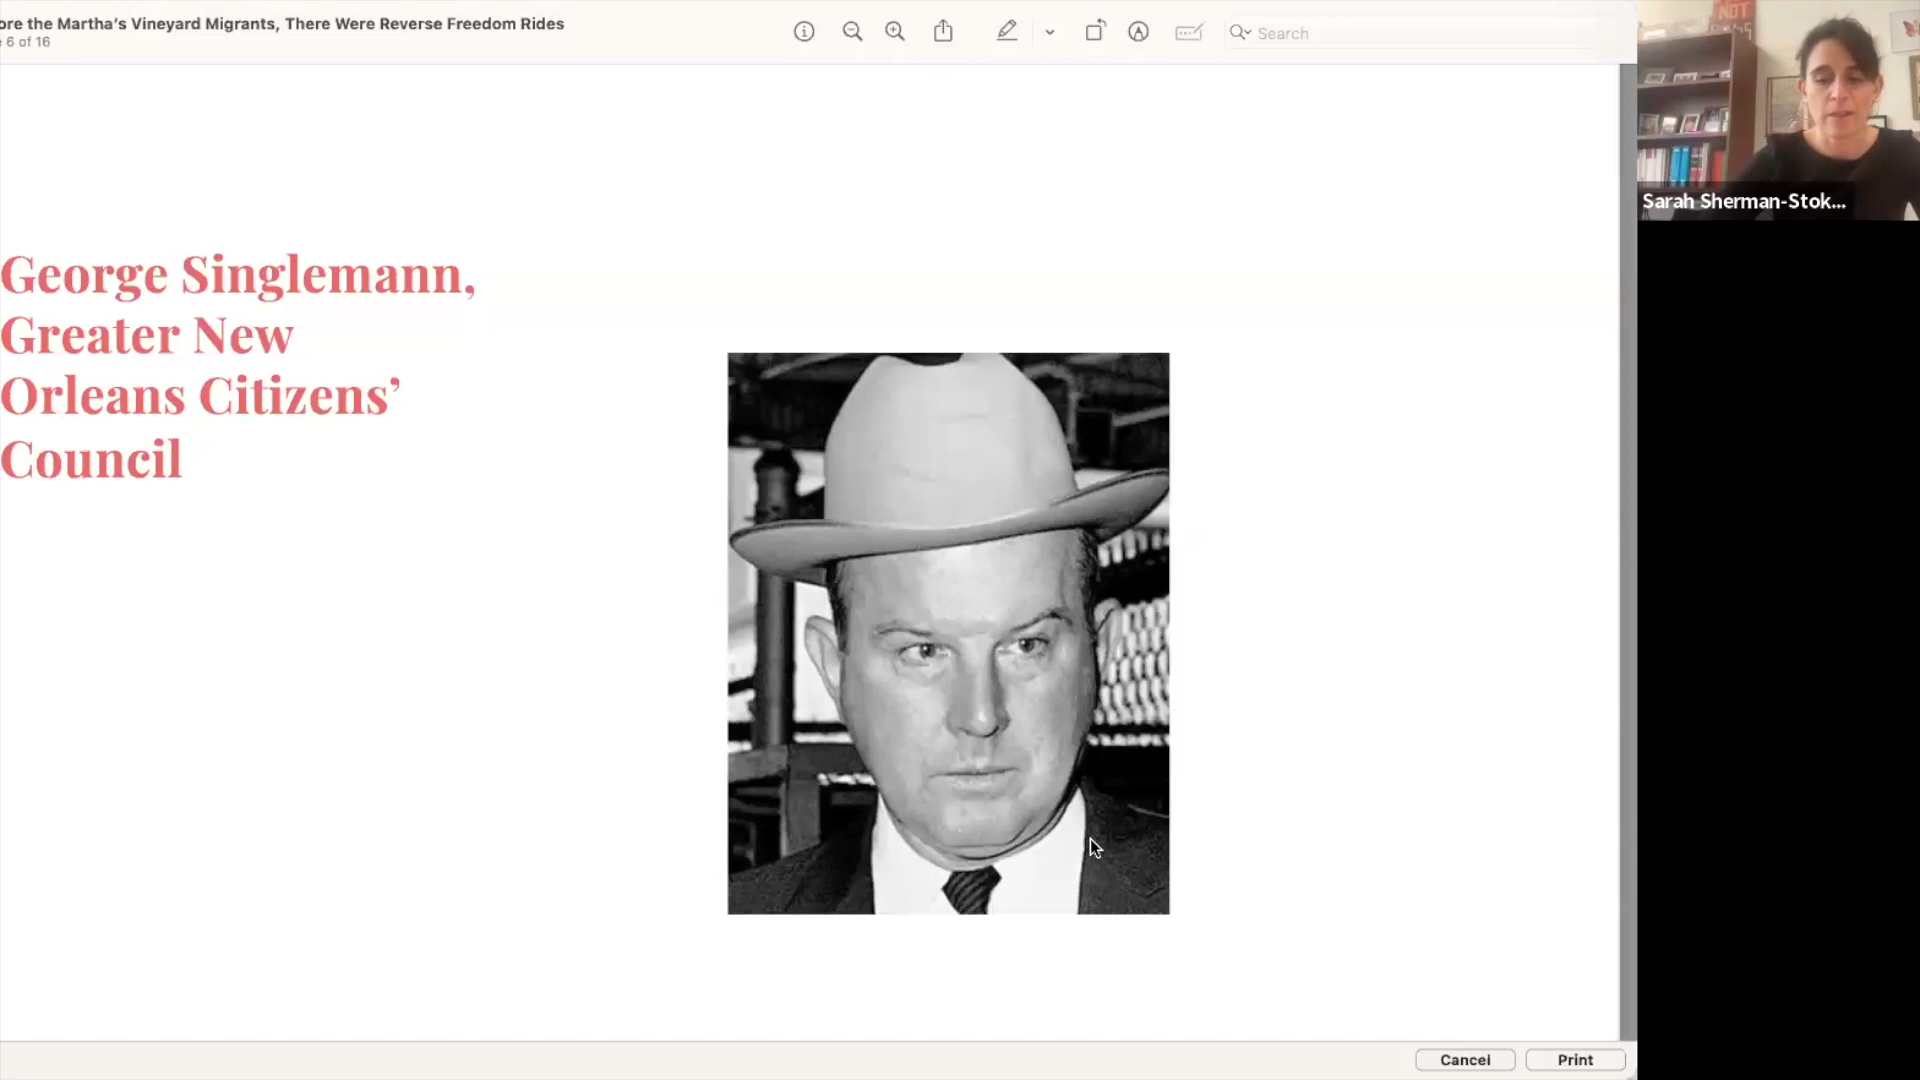 ore the Martha's Vineyard Migrants, There Were Reverse Freedom Rides
6 of 16
Search
NOT
Sarah Sherman-Stok...
George Singlemann,
Greater New
Orleans Citizens’
Council
Cancel
Print